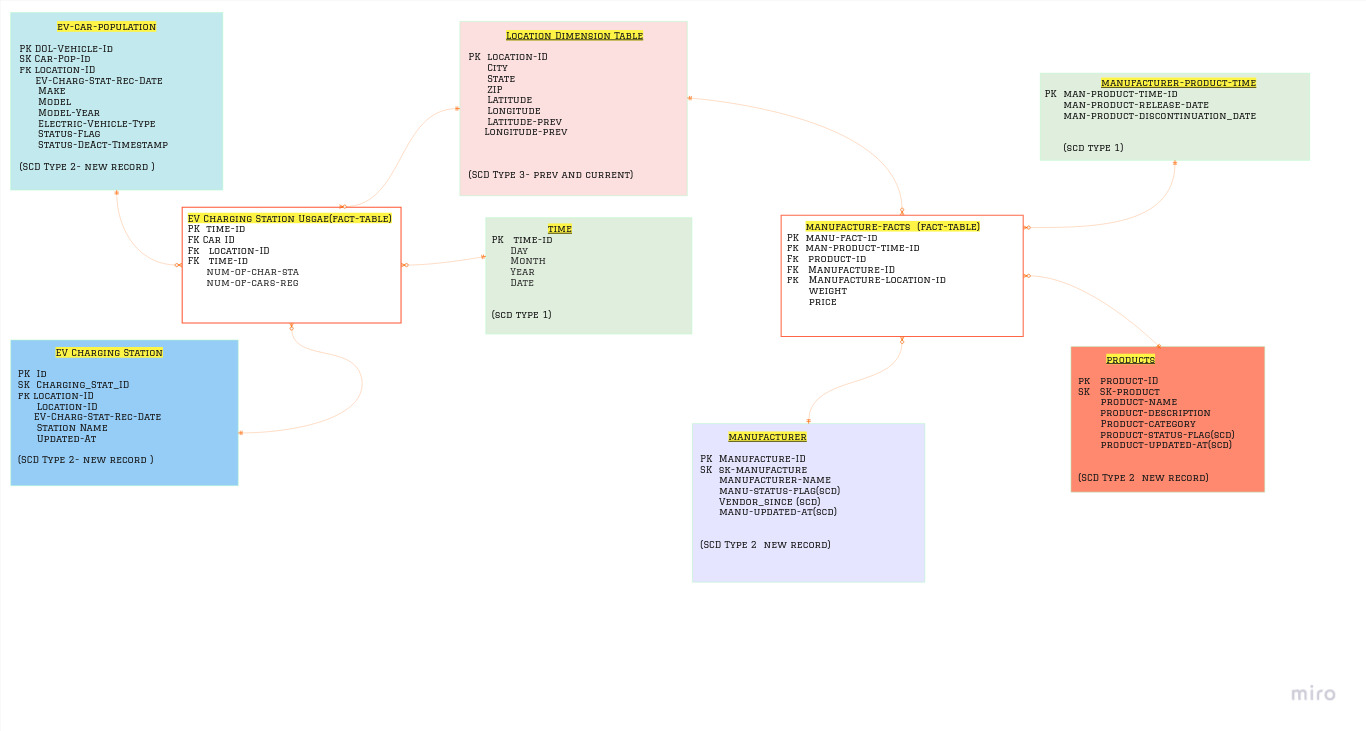 EV-CAR-POPULATION
PK DOL-Vehicle-Id
SK Car-Pop-Id
FK LOCATION-ID
EV-Charg-Stat-Rec-Date
Make
Model
Model-Year
Electric-Vehicle-Type
Status-Flag
Status-DeAct-Timestamp
(SCD Type 2- new record )
Location Dimension Table
PK LOCATION-ID
City
State
ZIP
Latitude
Longitude
Latitude-prev
Longitude-prev
(SCD Type 3- prev and current)
MANUFACTURER-PRODUCT-TIME
PK MAN-PRODUCT-TIME-ID
MAN-PRODUCT-RELEASE-DATE
MAN-PRODUCT-DISCONTINUATION_DATE
(SCD TYPE 1)
EV Charging Station Usgae(FACT-TABLE)
PK TIME-ID
FK Car ID
Fk LOCATION-ID
FK TIME-ID
NUM-OF-CHAR-STA
NUM-OF-CARS-REG
TIME
PK TIME-ID
DAY
MONTH
YEAR
DATE
(SCD TYPE 1)
MANUFACTURE-FACTS (FACT-TABLE)
PK MANU-FACT-ID
PK MAN-PRODUCT-TIME-ID
Fk PRODUCT-ID
FK Manufacture-ID
FK Manufacture-Location-ID
WEIGHT
PRICE
EV Charging Station
PK Id
SK Charging_Stat_ID
FK LOCATION-ID
Location-ID
EV-Charg-Stat-Rec-Date
Station Name
Updated-At
(SCD Type 2- new record )
MANUFACTURER
PK Manufacture-ID
SK sk-manufacture
MANUFACTURER-NAME
MANU-STATUS-FLAG(SCD)
Vendor_since (SCD)
MANU-UPDATED-AT(SCD)
(SCD Type 2 new record)
PRODUCTS
PK PRODUCT-ID
SK SK-PRODUCT
PRODUCT-NAME
PRODUCT-DESCRIPTION
Product-category
PRODUCT-STATUS-FLAG(SCD)
PRODUCT-UPDATED-AT(SCD)
(SCD Type 2 new record)
miro